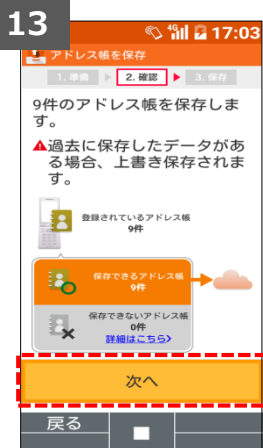 13
4G 17:03
アドレス帳を保存
1. 準備 2. 確認 3. 保存
9件のアドレス帳を保存しま
す。
過去に保存したデータがあ
る場合、上書き保存されま
す。
登録されているアドレス帳
9件
保存できるアドレス帳
9件
保存できないアドレス帳
0件
詳細はこちら>
次へ
戻る